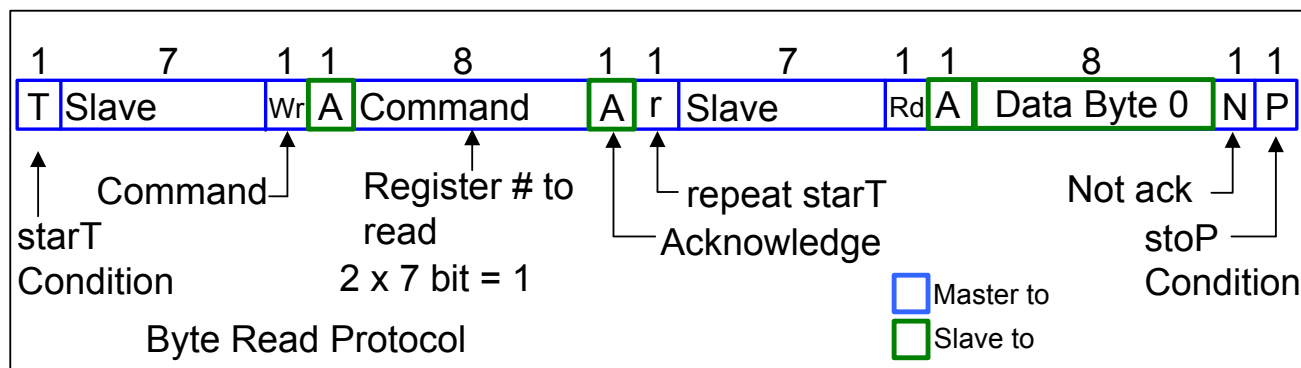 1 7 1 1 8 1 1 7 1 1 8 1 1
T Slave Wr A Command A r Slave Rd A Data Byte 0 N P
Command
Register # to
read
2 x 7 bit = 1
repeat starT
Acknowledge
Not ack
starT
Condition
stoP
Condition
Master to
Slave to
Byte Read Protocol